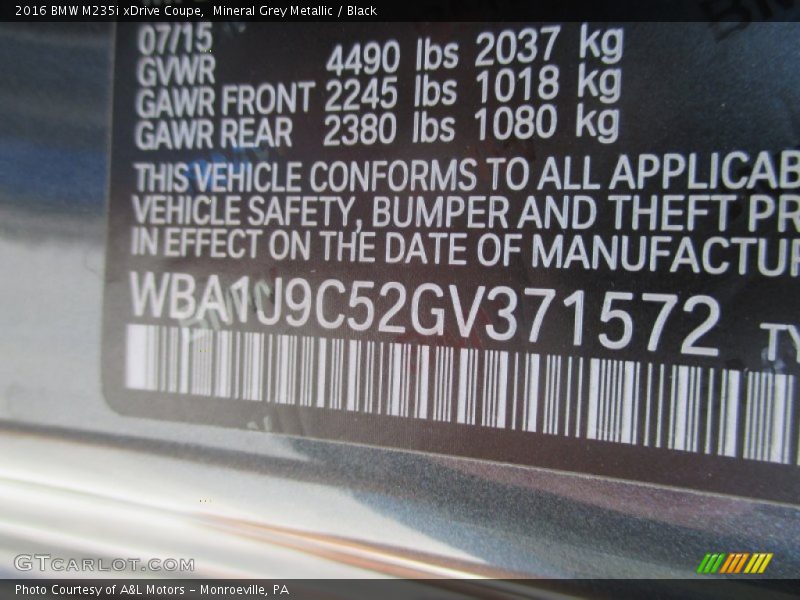 2016 BMW M235i xDrive Coupe,  Mineral Grey Metallic / Black
07/15
GVWR 4490 lbs 2037 kg
GAWR FRONT 2245 lbs 1018 kg
GAWR REAR 2380 lbs 1080 kg
THIS VEHICLE CONFORMS TO ALL APPLICAB
VEHICLE SAFETY, BUMPER AND THEFT PR
IN EFFECT ON THE DATE OF MANUFACTUR
WBA1J9C52GV371572 TY
GTCARLOT.COM
Photo Courtesy of A&L Motors - Monroeville, PA